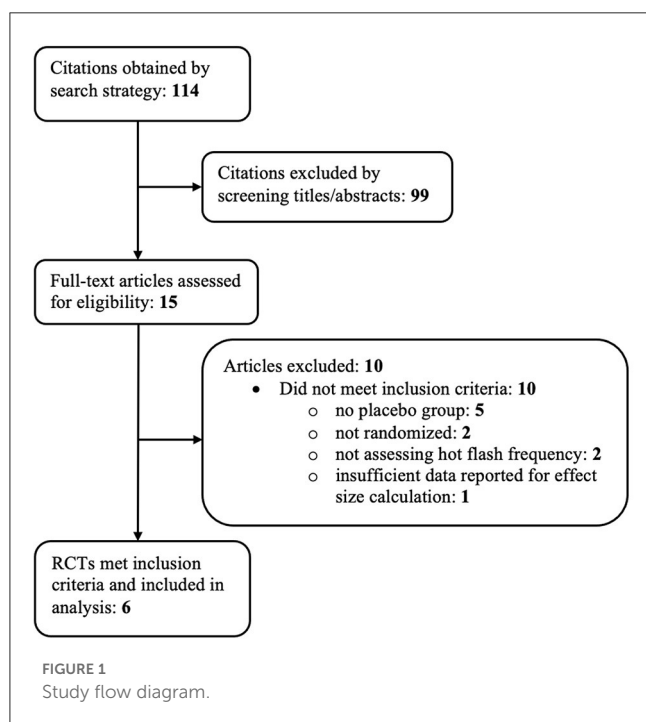 Citations obtained by
search strategy: 114
Citations excluded by
screening titles/abstracts: 99
Full-text articles assessed
for eligibility: 15
Articles excluded: 10
• Did not meet inclusion criteria: 10
○ no placebo group: 5
○ not randomized: 2
○ not assessing hot flash frequency: 2
○ insufficient data reported for effect
size calculation: 1
RCTs met inclusion
criteria and included in
analysis: 6
FIGURE 1
Study flow diagram.